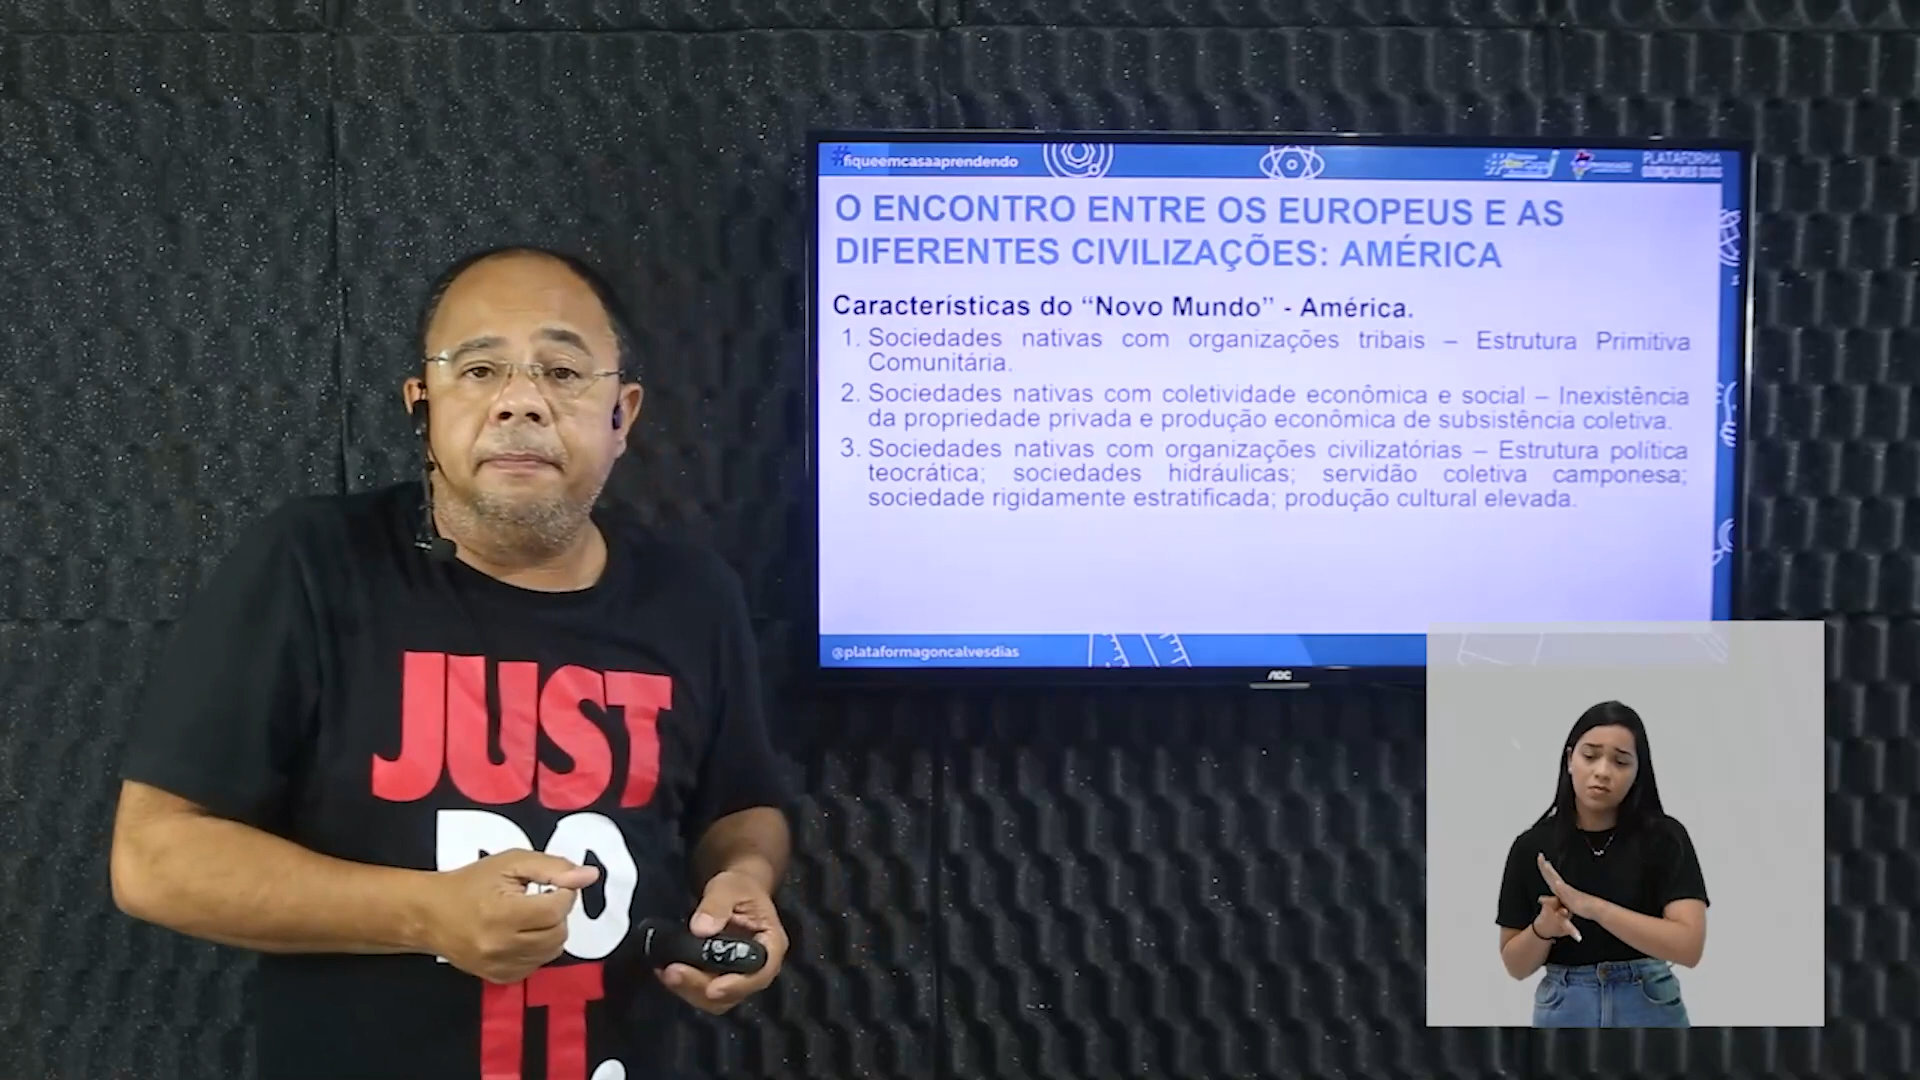 #fiqueemcasaaprendendo
PLATAFORMA
GONÇALVES DIAS
O ENCONTRO ENTRE OS EUROPEUS E AS
DIFERENTES CIVILIZAÇÕES: AMÉRICA
Características do “Novo Mundo” - América.
1. Sociedades nativas com organizações tribais – Estrutura Primitiva
Comunitária.
2. Sociedades nativas com coletividade econômica e social – Inexistência
da propriedade privada e produção econômica de subsistência coletiva.
3. Sociedades nativas com organizações civilizatórias – Estrutura política
teocrática; sociedades hidráulicas; servidão coletiva camponesa;
sociedade rigidamente estratificada; produção cultural elevada.
@plataformagoncalvesdias
AOC
JUST
DO
IT.